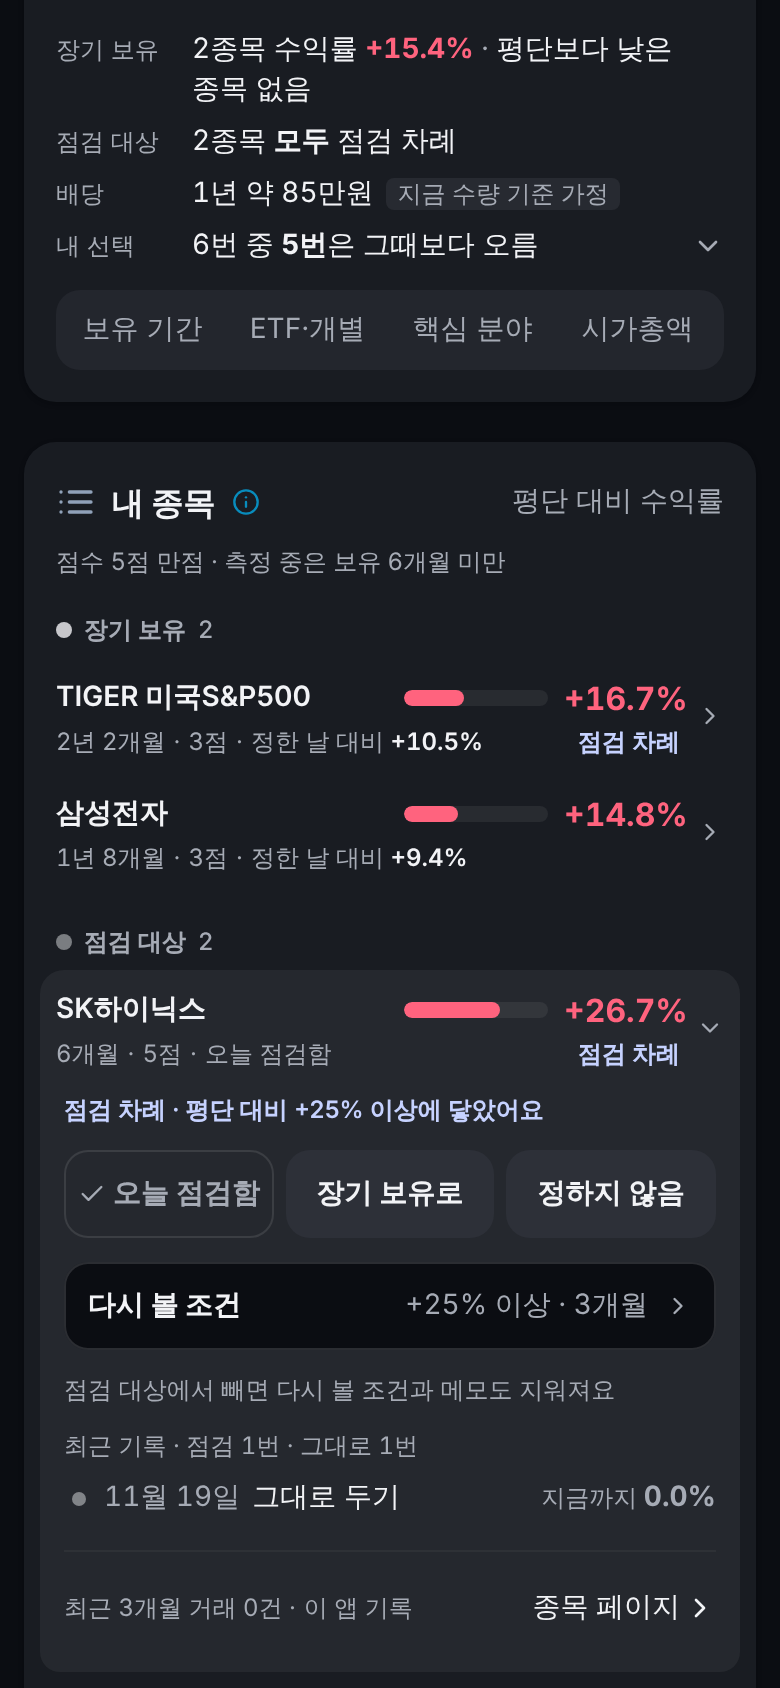 장기 보유 2종목 수익률 +15.4% · 평단보다 낮은
종목 없음
점검 대상 2종목 모두 점검 차례
배당 1년 약 85만원 지금 수량 기준 가정
내 선택 6번 중 5번은 그때보다 오름
보유 기간 ETF·개별 핵심 분야 시가총액
내 종목 평단 대비 수익률
점수 5점 만점 · 측정 중은 보유 6개월 미만
장기 보유 2
TIGER 미국S&P500 +16.7%
2년 2개월 · 3점 · 정한 날 대비 +10.5% 점검 차례
삼성전자 +14.8%
1년 8개월 · 3점 · 정한 날 대비 +9.4%
점검 대상 2
SK하이닉스 +26.7%
6개월 · 5점 · 오늘 점검함 점검 차례
점검 차례 · 평단 대비 +25% 이상에 닿았어요
오늘 점검함 장기 보유로 정하지 않음
다시 볼 조건 +25% 이상 · 3개월
점검 대상에서 빼면 다시 볼 조건과 메모도 지워져요
최근 기록 · 점검 1번 · 그대로 1번
11월 19일 그대로 두기 지금까지 0.0%
최근 3개월 거래 0건 · 이 앱 기록 종목 페이지